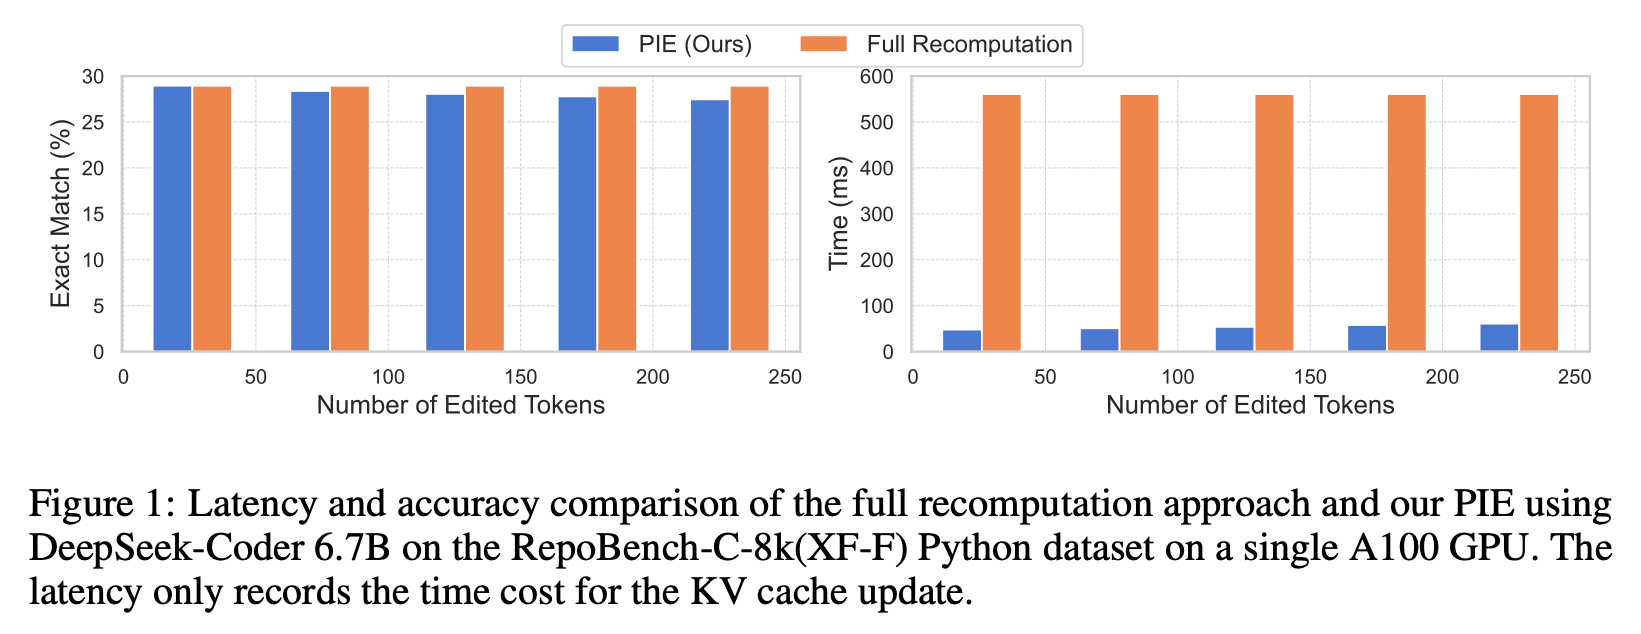 PIE (Ours) Full Recomputation
30
25
20
15
10
5
0
Exact Match (%)
0 50 100 150 200 250
Number of Edited Tokens
600
500
400
300
200
100
0
Time (ms)
0 50 100 150 200 250
Number of Edited Tokens
Figure 1: Latency and accuracy comparison of the full recomputation approach and our PIE using
DeepSeek-Coder 6.7B on the RepoBench-C-8k(XF-F) Python dataset on a single A100 GPU. The
latency only records the time cost for the KV cache update.